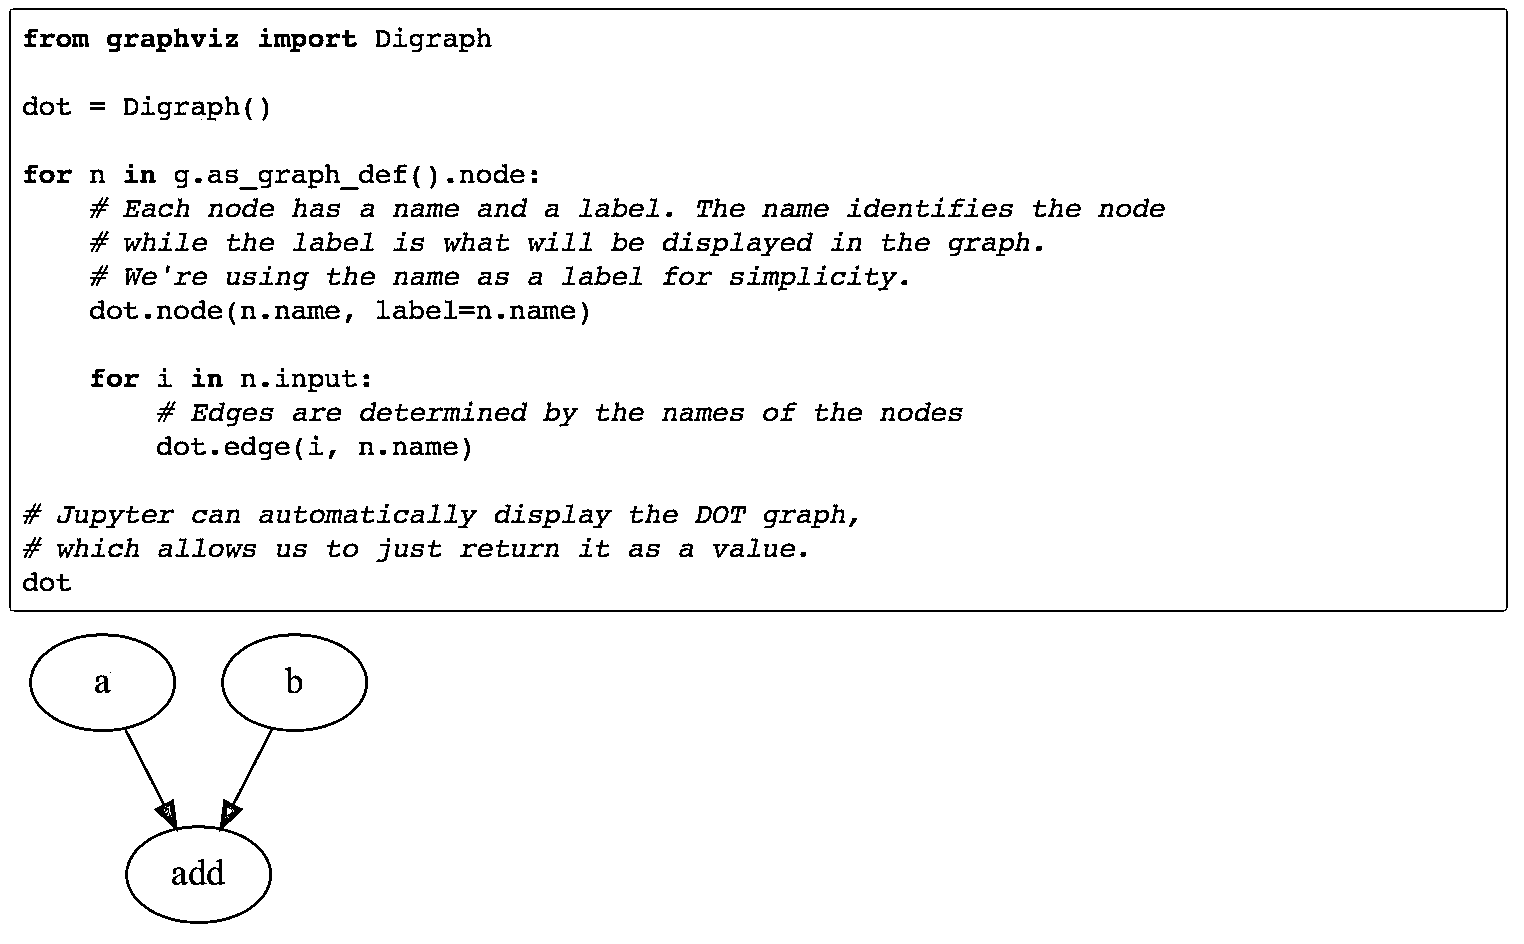 from graphviz import Digraph
dot = Digraph()
for n in g.as_graph_def().node:
    # Each node has a name and a label. The name identifies the node
    # while the label is what will be displayed in the graph.
    # We're using the name as a label for simplicity.
    dot.node(n.name, label=n.name)
    for i in n.input:
        # Edges are determined by the names of the nodes
        dot.edge(i, n.name)
# Jupyter can automatically display the DOT graph,
# which allows us to just return it as a value.
dot
a b
add